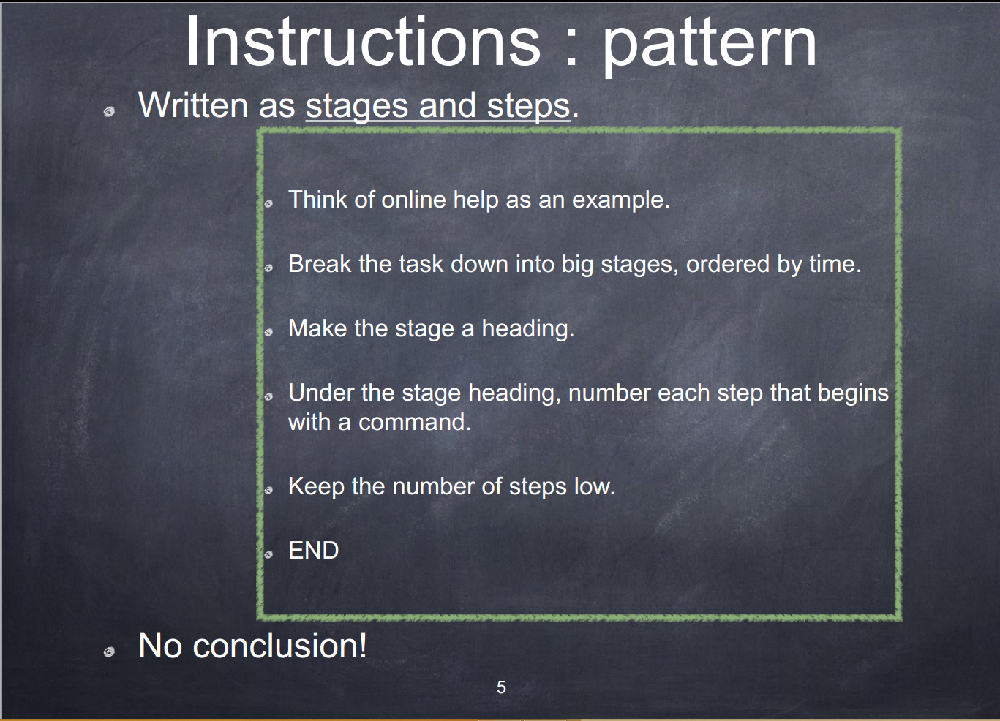 Instructions : pattern
Written as stages and steps.
Think of online help as an example.
Break the task down into big stages, ordered by time.
Make the stage a heading.
Under the stage heading, number each step that begins
with a command.
Keep the number of steps low.
END
No conclusion!
5